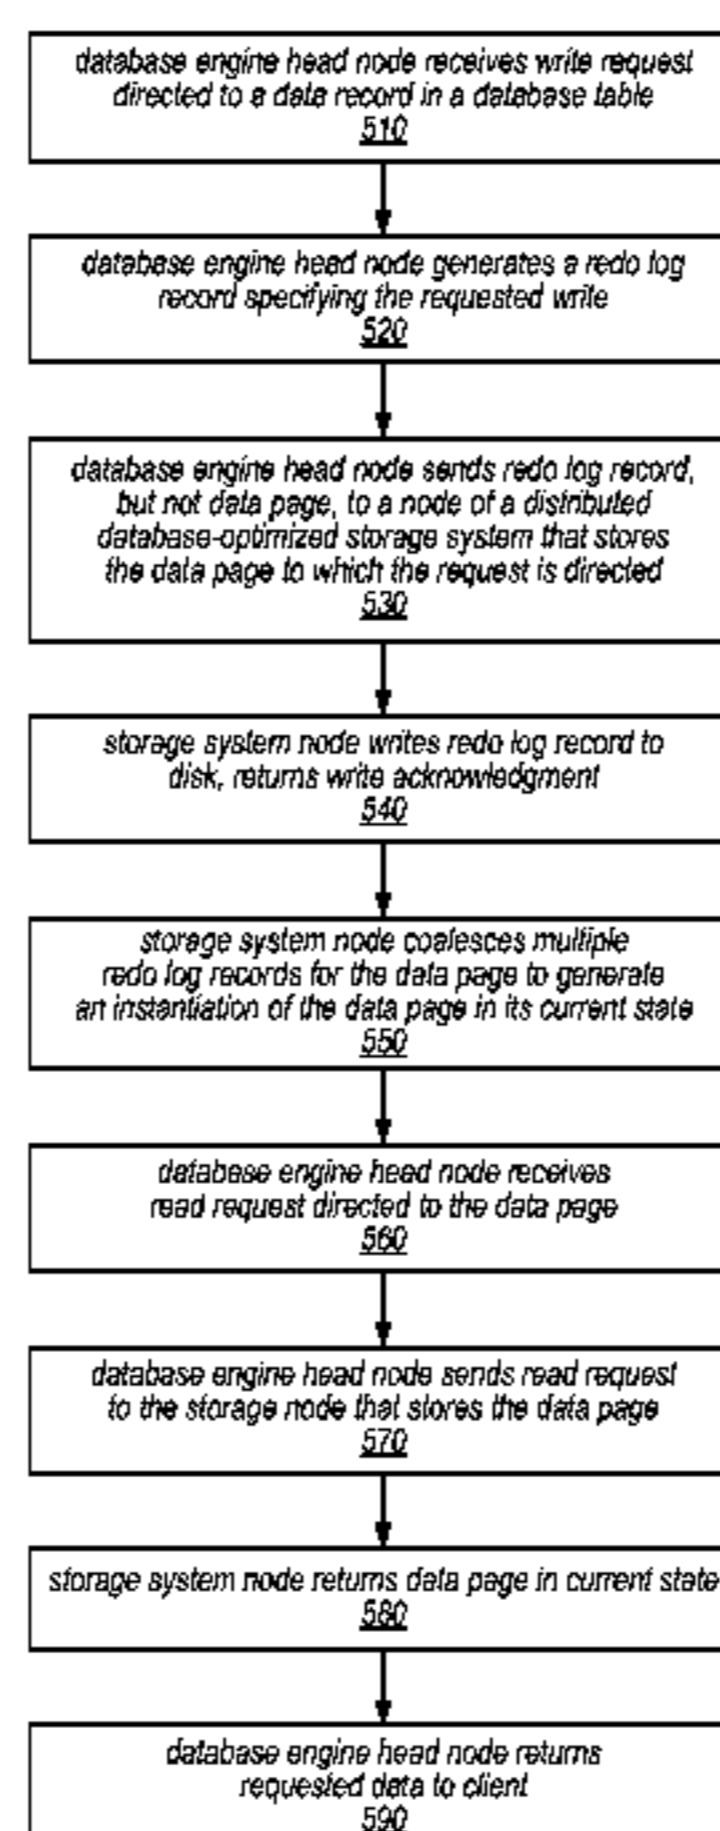 database engine head node receives write request
directed to a data record in a database table
510
database engine head node generates a redo log
record specifying the requested write
520
database engine head node sends redo log record,
but not data page, to a node of a distributed
database-optimized storage system that stores
the data page to which the request is directed
530
storage system node writes redo log record to
disk, returns write acknowledgment
540
storage system node coalesces multiple
redo log records for the data page to generate
an instantiation of the data page in its current state
550
database engine head node receives
read request directed to the data page
560
database engine head node sends read request
to the storage node that stores the data page
570
storage system node returns data page in current state
580
database engine head node returns
requested data to client
590